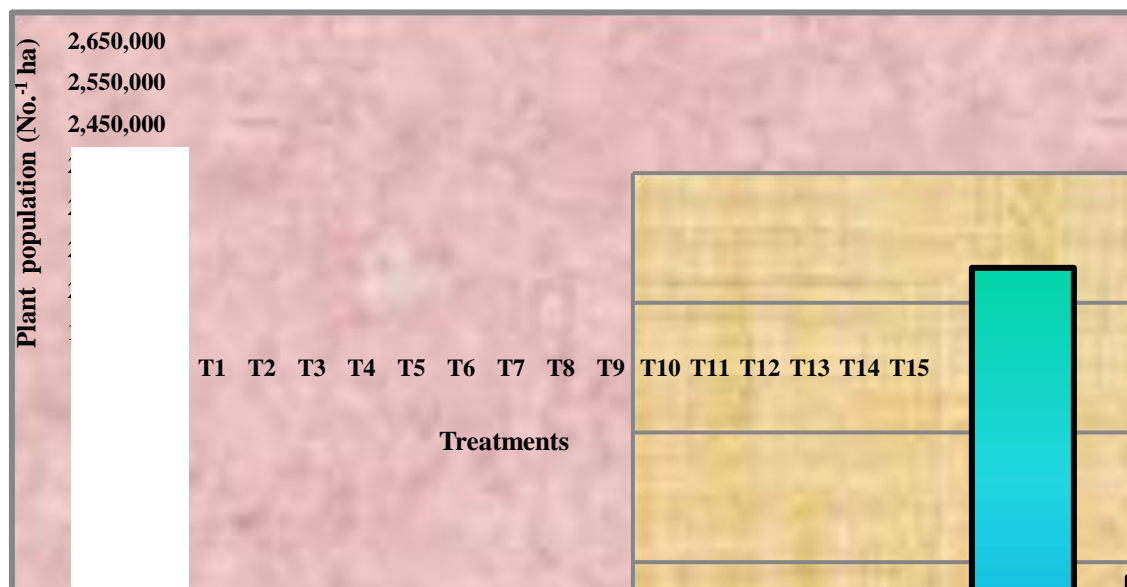 Plant population (No.⁻¹ ha)
2,650,000
2,550,000
2,450,000
T1 T2 T3 T4 T5 T6 T7 T8 T9 T10 T11 T12 T13 T14 T15
Treatments